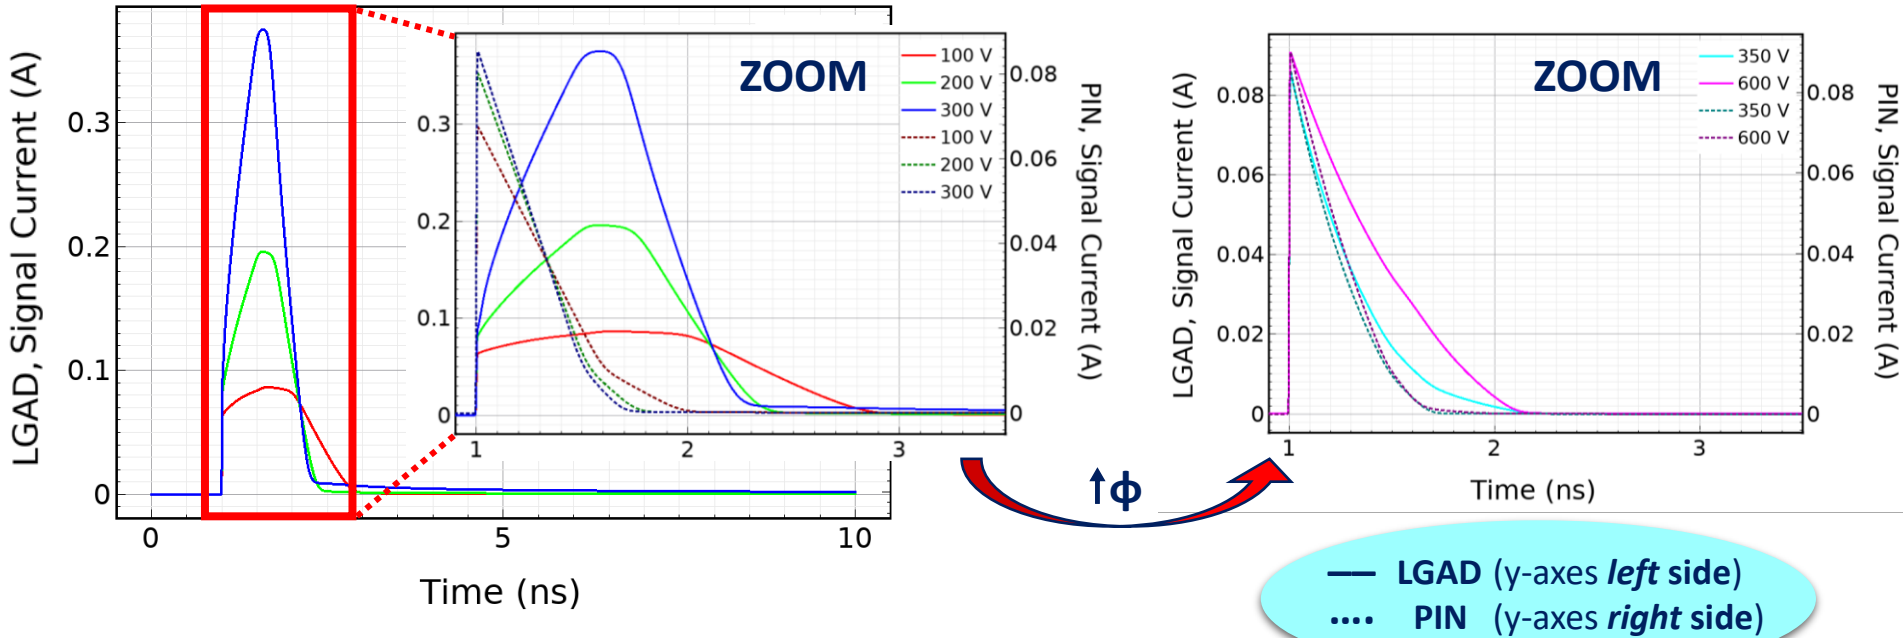 LGAD, Signal Current (A)
0.3
0.2
0.1
0
0
5
10
Time (ns)
ZOOM
100 V
200 V
300 V
100 V
200 V
300 V
0.3
0.2
0.1
0
1
2
3
0.08
0.06
0.04
0.02
0
PIN, Signal Current (A)
↑ϕ
LGAD, Signal Current (A)
0.08
0.06
0.04
0.02
0
ZOOM
350 V
600 V
350 V
600 V
0.08
0.06
0.04
0.02
0
PIN, Signal Current (A)
1
2
3
Time (ns)
LGAD (y-axes left side)
PIN (y-axes right side)